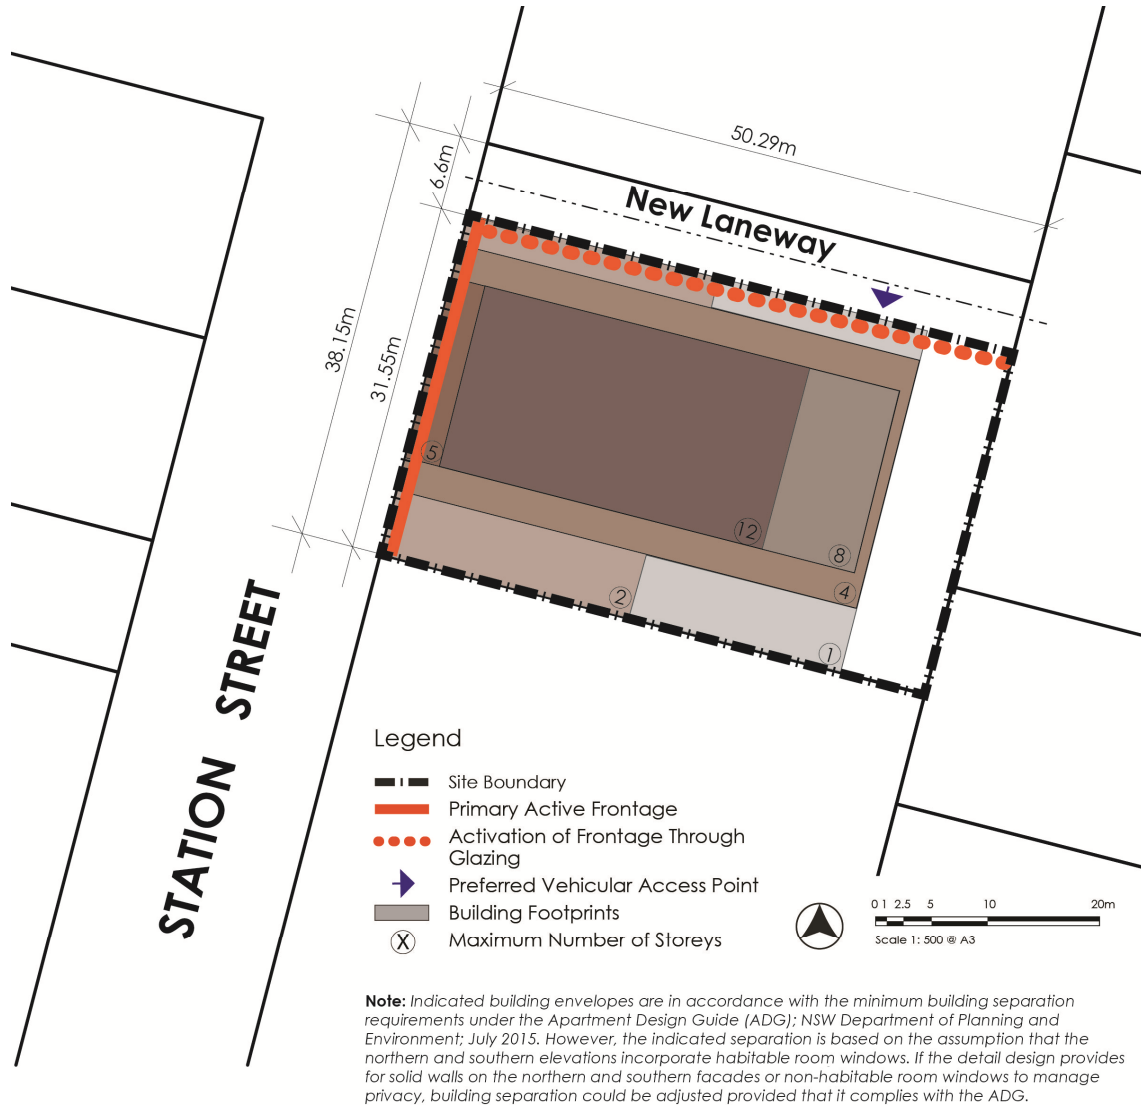 50.29m
6.6m
New Laneway
38.15m
31.55m
5
12
8
4
2
1
STATION STREET
Legend
Site Boundary
Primary Active Frontage
Activation of Frontage Through
Glazing
Preferred Vehicular Access Point
Building Footprints
X Maximum Number of Storeys
0 1 2.5 5 10 20m
Scale 1: 500 @ A3
Note: Indicated building envelopes are in accordance with the minimum building separation
requirements under the Apartment Design Guide (ADG); NSW Department of Planning and
Environment; July 2015. However, the indicated separation is based on the assumption that the
northern and southern elevations incorporate habitable room windows. If the detail design provides
for solid walls on the northern and southern facades or non-habitable room windows to manage
privacy, building separation could be adjusted provided that it complies with the ADG.